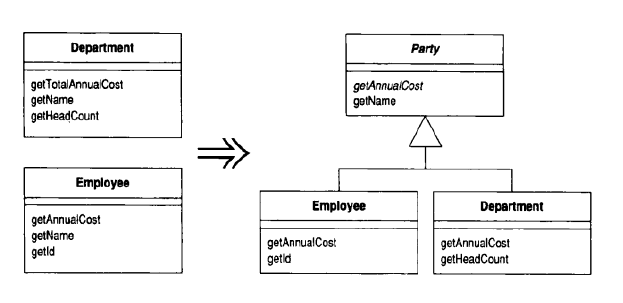 Department
getTotalAnnualCost
getName
getHeadCount
Employee
getAnnualCost
getName
getId
Party
getAnnualCost
getName
Employee
getAnnualCost
getId
Department
getAnnualCost
getHeadCount